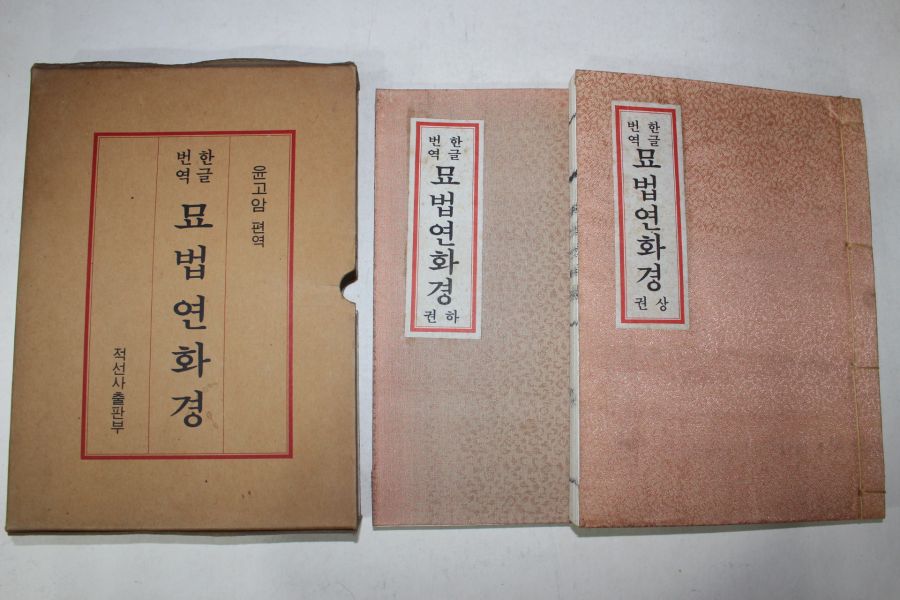 윤고암 편역
한글
번역
묘법연화경
적선사출판부
한글
번역
묘법연화경
하권
한글
번역
묘법연화경
상권